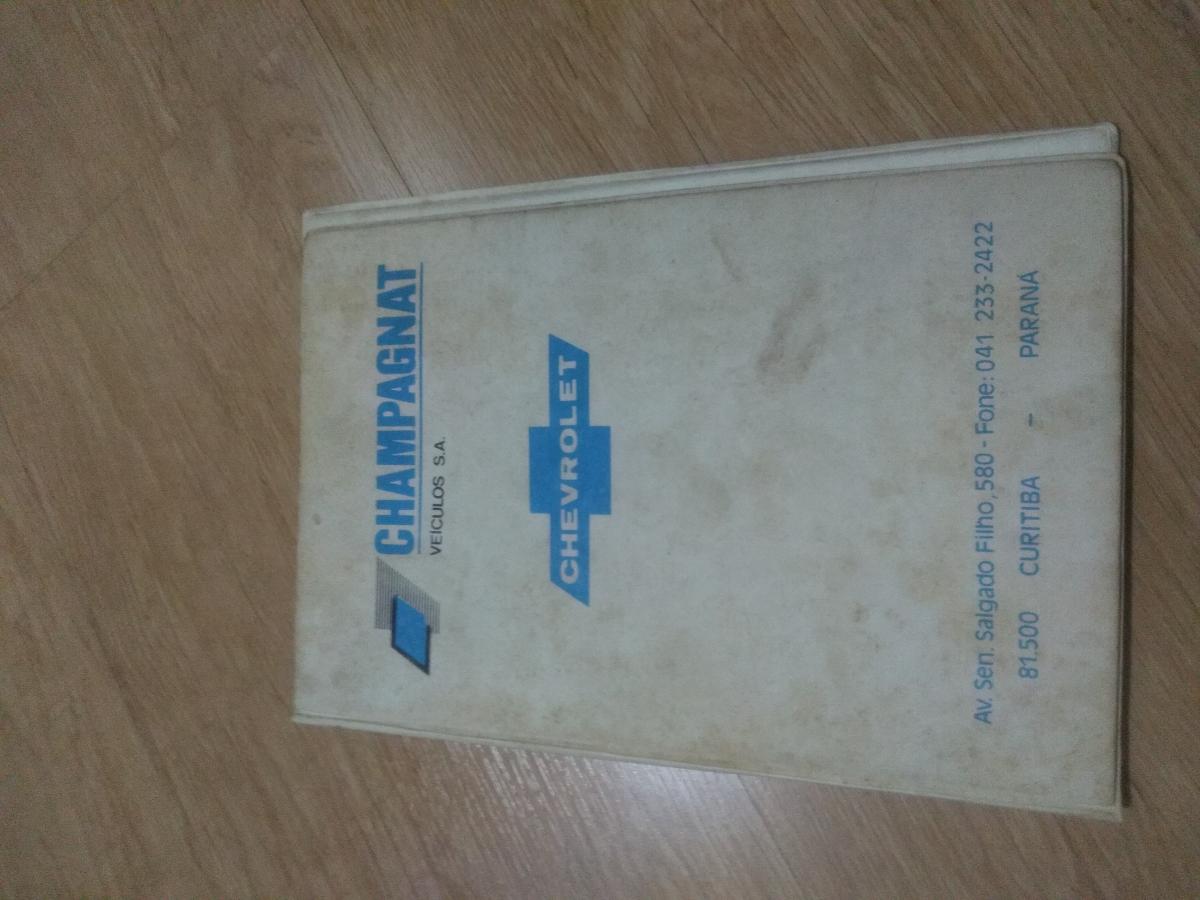 CHAMPAGNAT
VEÍCULOS S.A.
CHEVROLET
Av. Sen. Salgado Filho, 580 - Fone: 041 233-2422
81.500 CURITIBA - PARANÁ